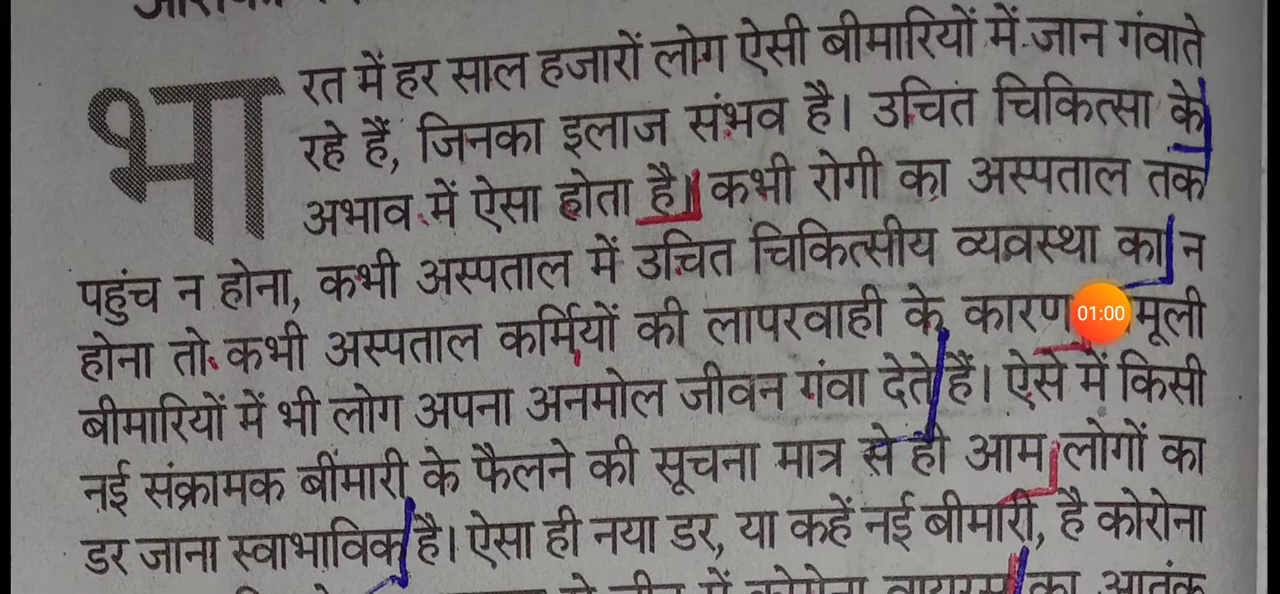 भारत में हर साल हजारों लोग ऐसी बीमारियों में जान गंवाते
रहे हैं, जिनका इलाज संभव है। उचित चिकित्सा के
अभाव में ऐसा होता है। कभी रोगी का अस्पताल तक
पहुंच न होना, कभी अस्पताल में उचित चिकित्सीय व्यवस्था का न
होना तो कभी अस्पताल कर्मियों की लापरवाही के कारण मूली
01:00
बीमारियों में भी लोग अपना अनमोल जीवन गंवा देते हैं। ऐसे में किसी
नई संक्रामक बीमारी के फैलने की सूचना मात्र से ही आम लोगों का
डर जाना स्वाभाविक है। ऐसा ही नया डर, या कहें नई बीमारी, है कोरोना
में कोरोना वायरस का आतंक